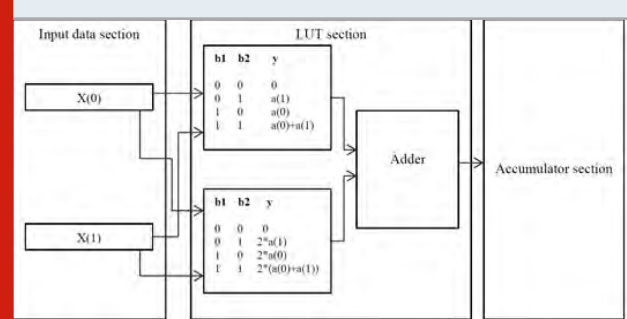 Input data section
LUT section
b1 b2 y
0 0 0
0 1 a(1)
1 0 a(0)
1 1 a(0)+a(1)
X(0)
Adder
Accumulator section
b1 b2 y
0 0 0
0 1 2*a(1)
1 0 2*a(0)
1 1 2*(a(0)+a(1))
X(1)